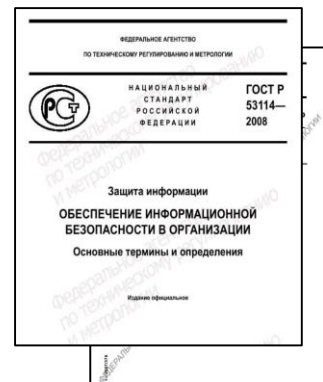 ФЕДЕРАЛЬНОЕ АГЕНТСТВО
ПО ТЕХНИЧЕСКОМУ РЕГУЛИРОВАНИЮ И МЕТРОЛОГИИ
НАЦИОНАЛЬНЫЙ
СТАНДАРТ
РОССИЙСКОЙ
ФЕДЕРАЦИИ
ГОСТ Р
53114—
2008
Защита информации
ОБЕСПЕЧЕНИЕ ИНФОРМАЦИОННОЙ
БЕЗОПАСНОСТИ В ОРГАНИЗАЦИИ
Основные термины и определения
Издание официальное